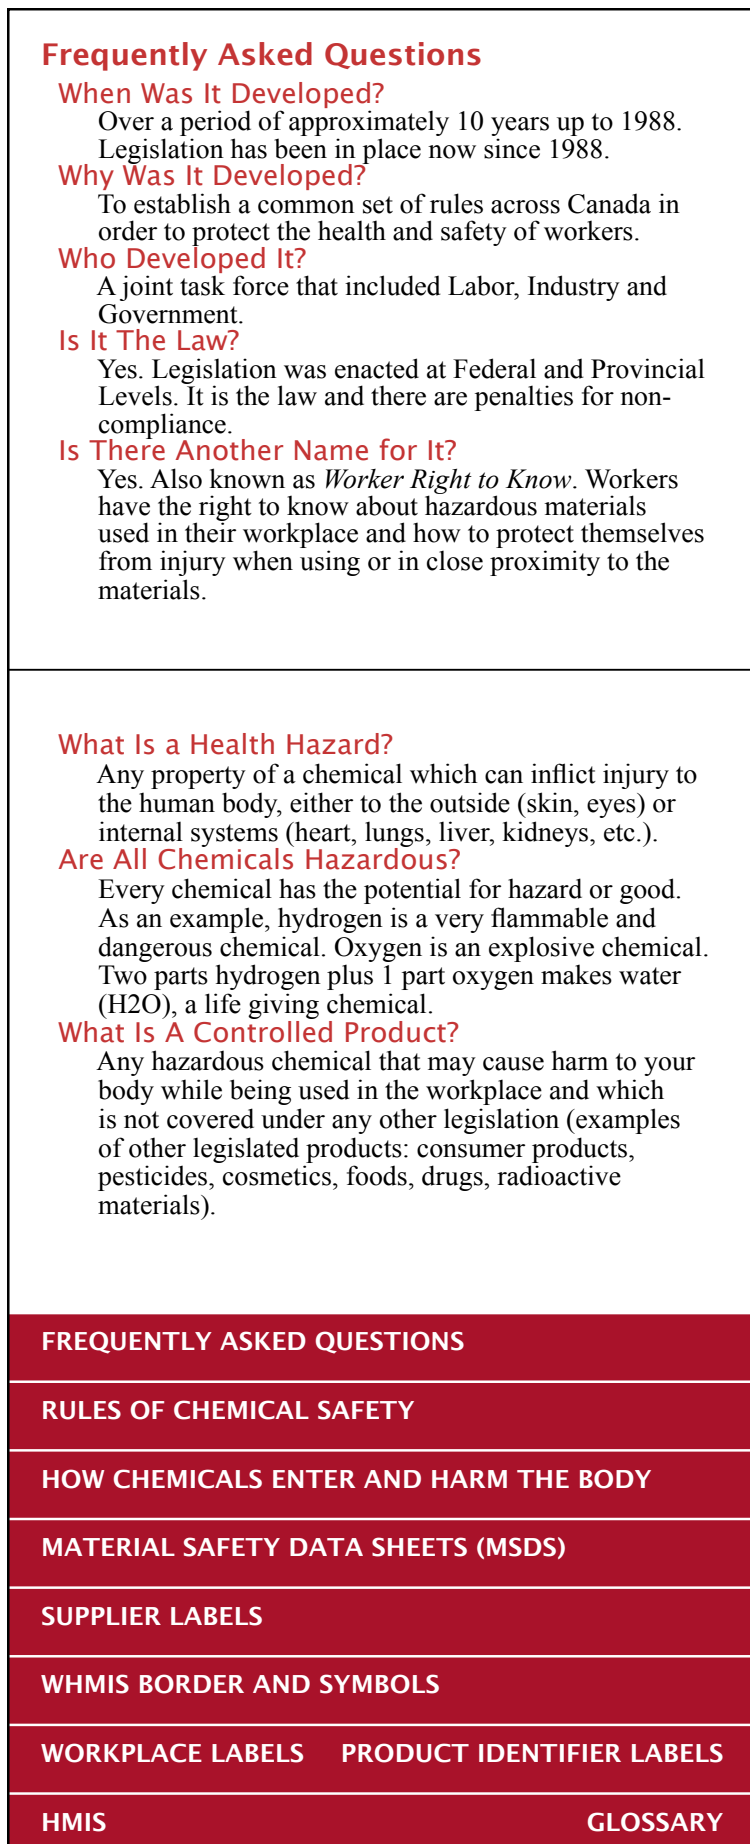 Frequently Asked Questions
When Was It Developed?
Over a period of approximately 10 years up to 1988.
Legislation has been in place now since 1988.
Why Was It Developed?
To establish a common set of rules across Canada in
order to protect the health and safety of workers.
Who Developed It?
A joint task force that included Labor, Industry and
Government.
Is It The Law?
Yes. Legislation was enacted at Federal and Provincial
Levels. It is the law and there are penalties for non-
compliance.
Is There Another Name for It?
Yes. Also known as Worker Right to Know. Workers
have the right to know about hazardous materials
used in their workplace and how to protect themselves
from injury when using or in close proximity to the
materials.
What Is a Health Hazard?
Any property of a chemical which can inflict injury to
the human body, either to the outside (skin, eyes) or
internal systems (heart, lungs, liver, kidneys, etc.).
Are All Chemicals Hazardous?
Every chemical has the potential for hazard or good.
As an example, hydrogen is a very flammable and
dangerous chemical. Oxygen is an explosive chemical.
Two parts hydrogen plus 1 part oxygen makes water
(H2O), a life giving chemical.
What Is A Controlled Product?
Any hazardous chemical that may cause harm to your
body while being used in the workplace and which
is not covered under any other legislation (examples
of other legislated products: consumer products,
pesticides, cosmetics, foods, drugs, radioactive
materials).
FREQUENTLY ASKED QUESTIONS
RULES OF CHEMICAL SAFETY
HOW CHEMICALS ENTER AND HARM THE BODY
MATERIAL SAFETY DATA SHEETS (MSDS)
SUPPLIER LABELS
WHMIS BORDER AND SYMBOLS
WORKPLACE LABELS PRODUCT IDENTIFIER LABELS
HMIS GLOSSARY